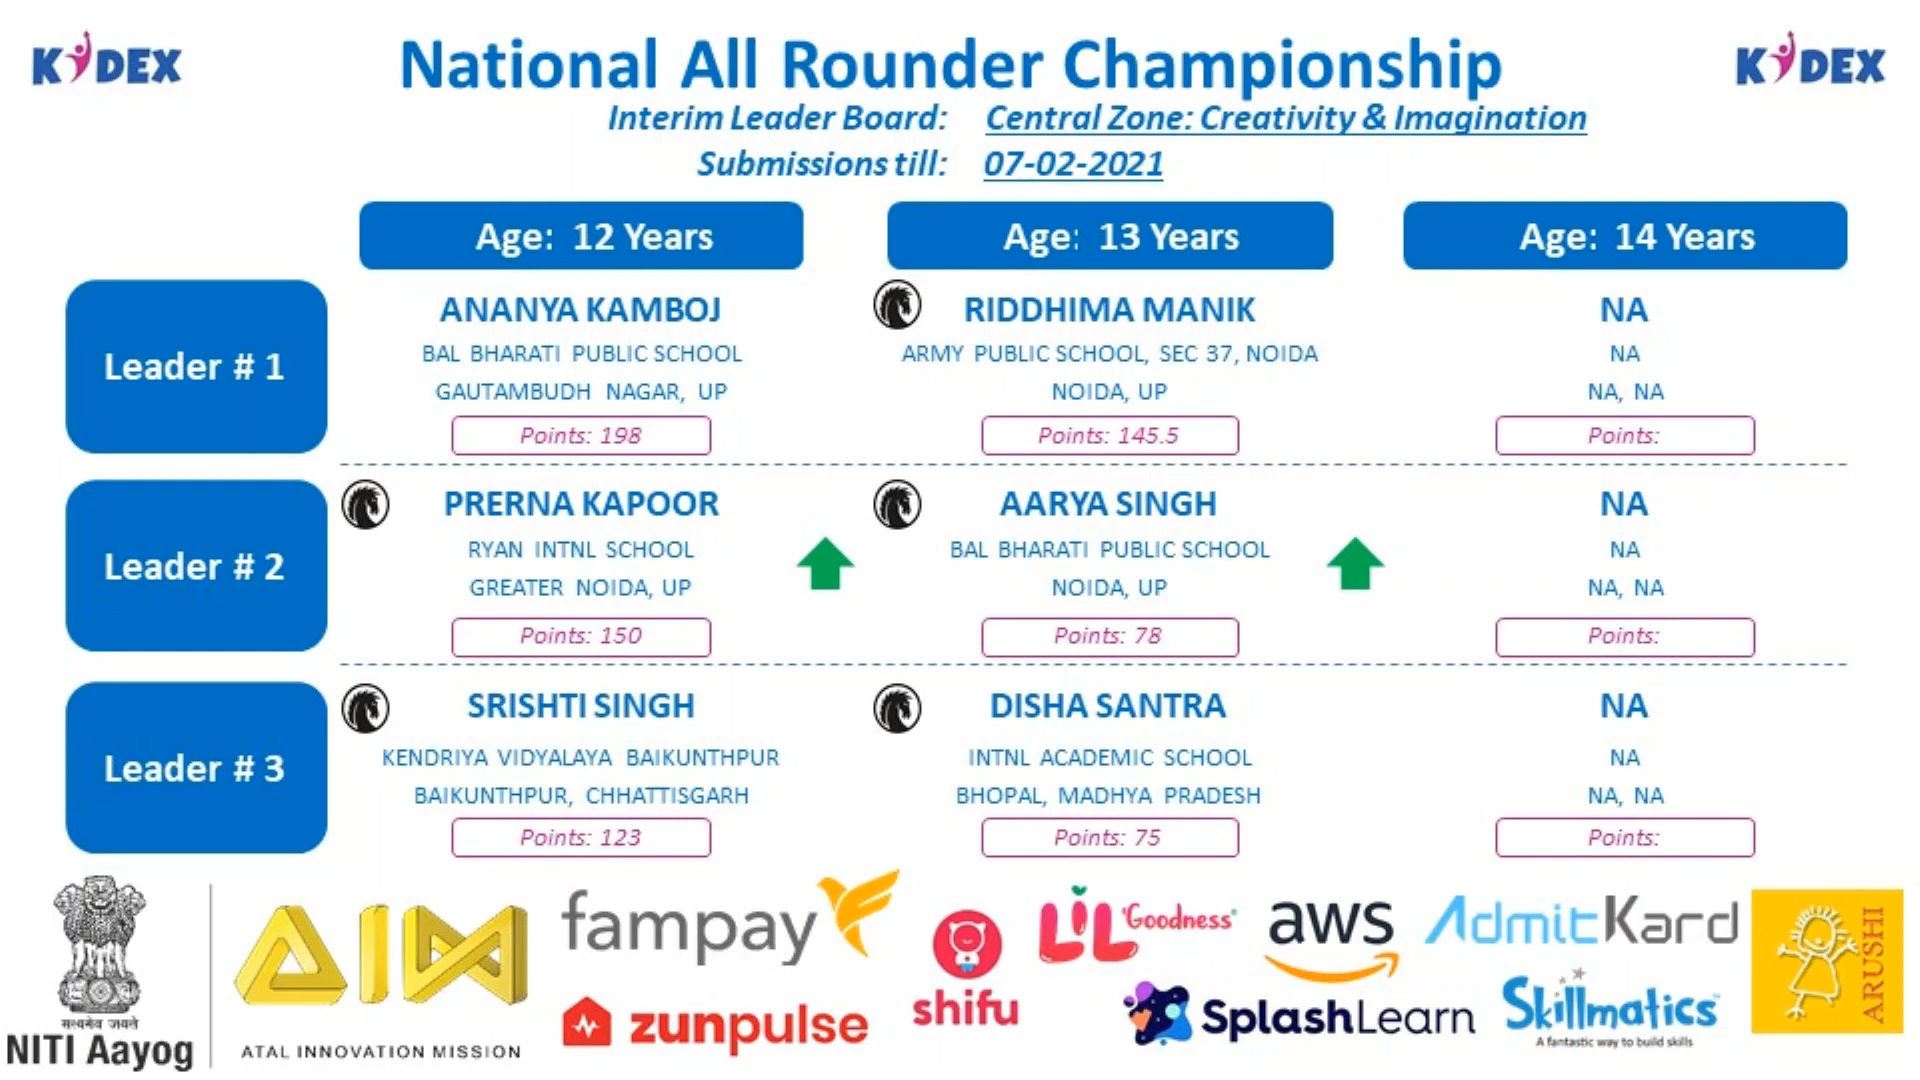 KIDEX
National All Rounder Championship
KIDEX
Interim Leader Board: Central Zone: Creativity & Imagination
Submissions till: 07-02-2021
Age: 12 Years
Age: 13 Years
Age: 14 Years
Leader # 1
ANANYA KAMBOJ
BAL BHARATI PUBLIC SCHOOL
GAUTAMBUDH NAGAR, UP
Points: 198
RIDDHIMA MANIK
ARMY PUBLIC SCHOOL, SEC 37, NOIDA
NOIDA, UP
Points: 145.5
NA
NA
NA, NA
Points:
Leader # 2
PRERNA KAPOOR
RYAN INTNL SCHOOL
GREATER NOIDA, UP
Points: 150
AARYA SINGH
BAL BHARATI PUBLIC SCHOOL
NOIDA, UP
Points: 78
NA
NA
NA, NA
Points:
Leader # 3
SRISHTI SINGH
KENDRIYA VIDYALAYA BAIKUNTHPUR
BAIKUNTHPUR, CHHATTISGARH
Points: 123
DISHA SANTRA
INTNL ACADEMIC SCHOOL
BHOPAL, MADHYA PRADESH
Points: 75
NA
NA
NA, NA
Points:
सत्यमेव जयते
NITI Aayog
AIM
ATAL INNOVATION MISSION
fampay
zunpulse
shifu
LiL 'Goodness'
aws
AdmitKard
SplashLearn
Skillmatics
A fantastic way to build skills
ARUSHI